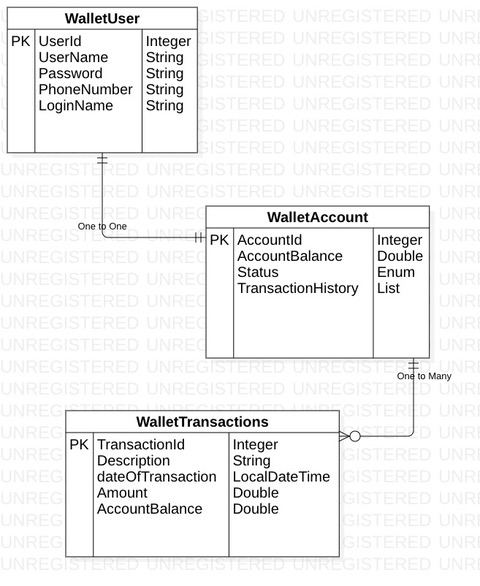 WalletUser
PK UserId Integer
UserName String
Password String
PhoneNumber String
LoginName String
One to One
WalletAccount
PK AccountId Integer
AccountBalance Double
Status Enum
TransactionHistory List
One to Many
WalletTransactions
PK TransactionId Integer
Description String
dateOfTransaction LocalDateTime
Amount Double
AccountBalance Double
UNREGISTERED